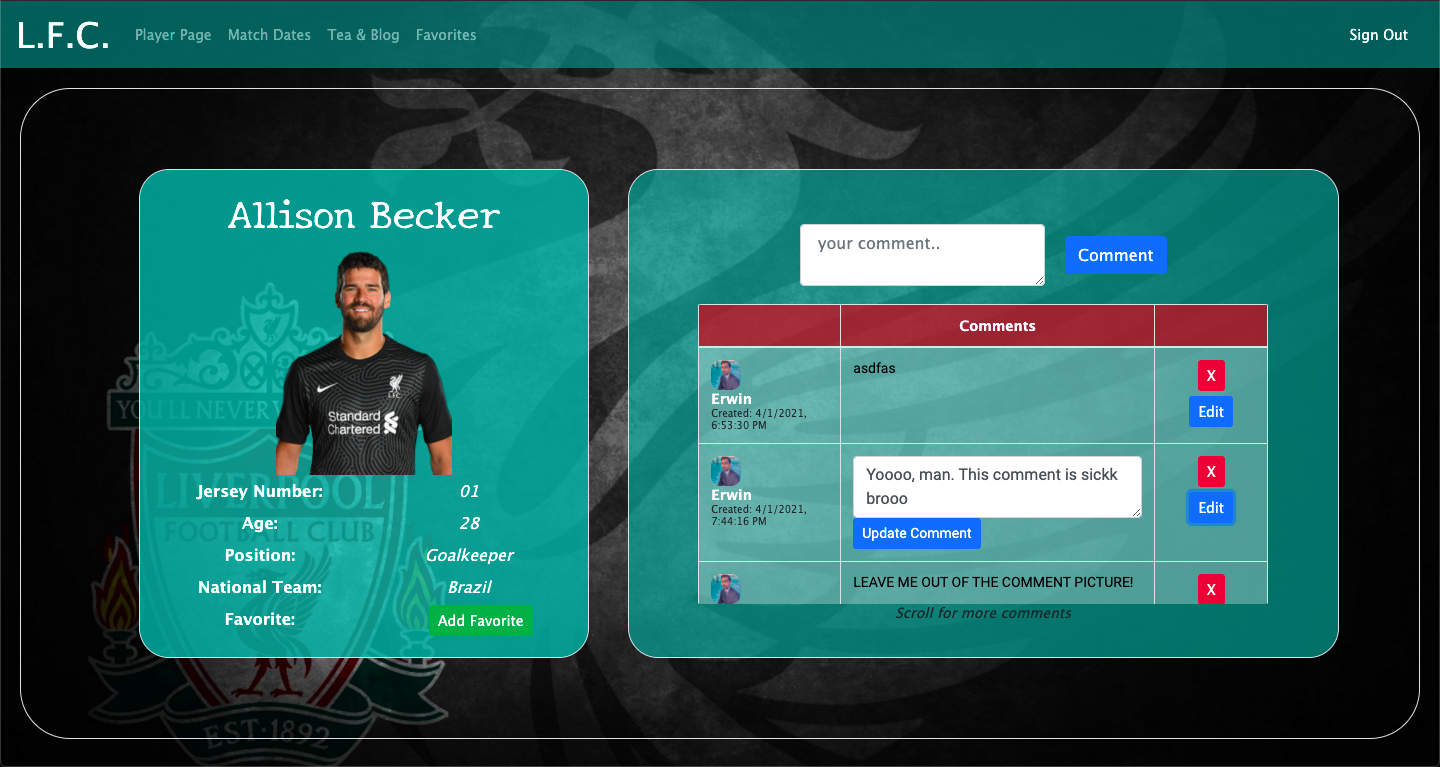 L.F.C. Player Page Match Dates Tea & Blog Favorites Sign Out
Allison Becker
L.F.C.
Standard
Chartered
YOU'LL NEVER W
LIVERPOOL
FOOTBALL CLUB
EST·1892
Jersey Number: 01
Age: 28
Position: Goalkeeper
National Team: Brazil
Favorite: Add Favorite
your comment..
Comment
Comments
Erwin
Created: 4/1/2021,
6:53:30 PM
asdfas
X
Edit
Erwin
Created: 4/1/2021,
7:44:16 PM
Yoooo, man. This comment is sickk
brooo
Update Comment
X
Edit
LEAVE ME OUT OF THE COMMENT PICTURE!
X
Scroll for more comments